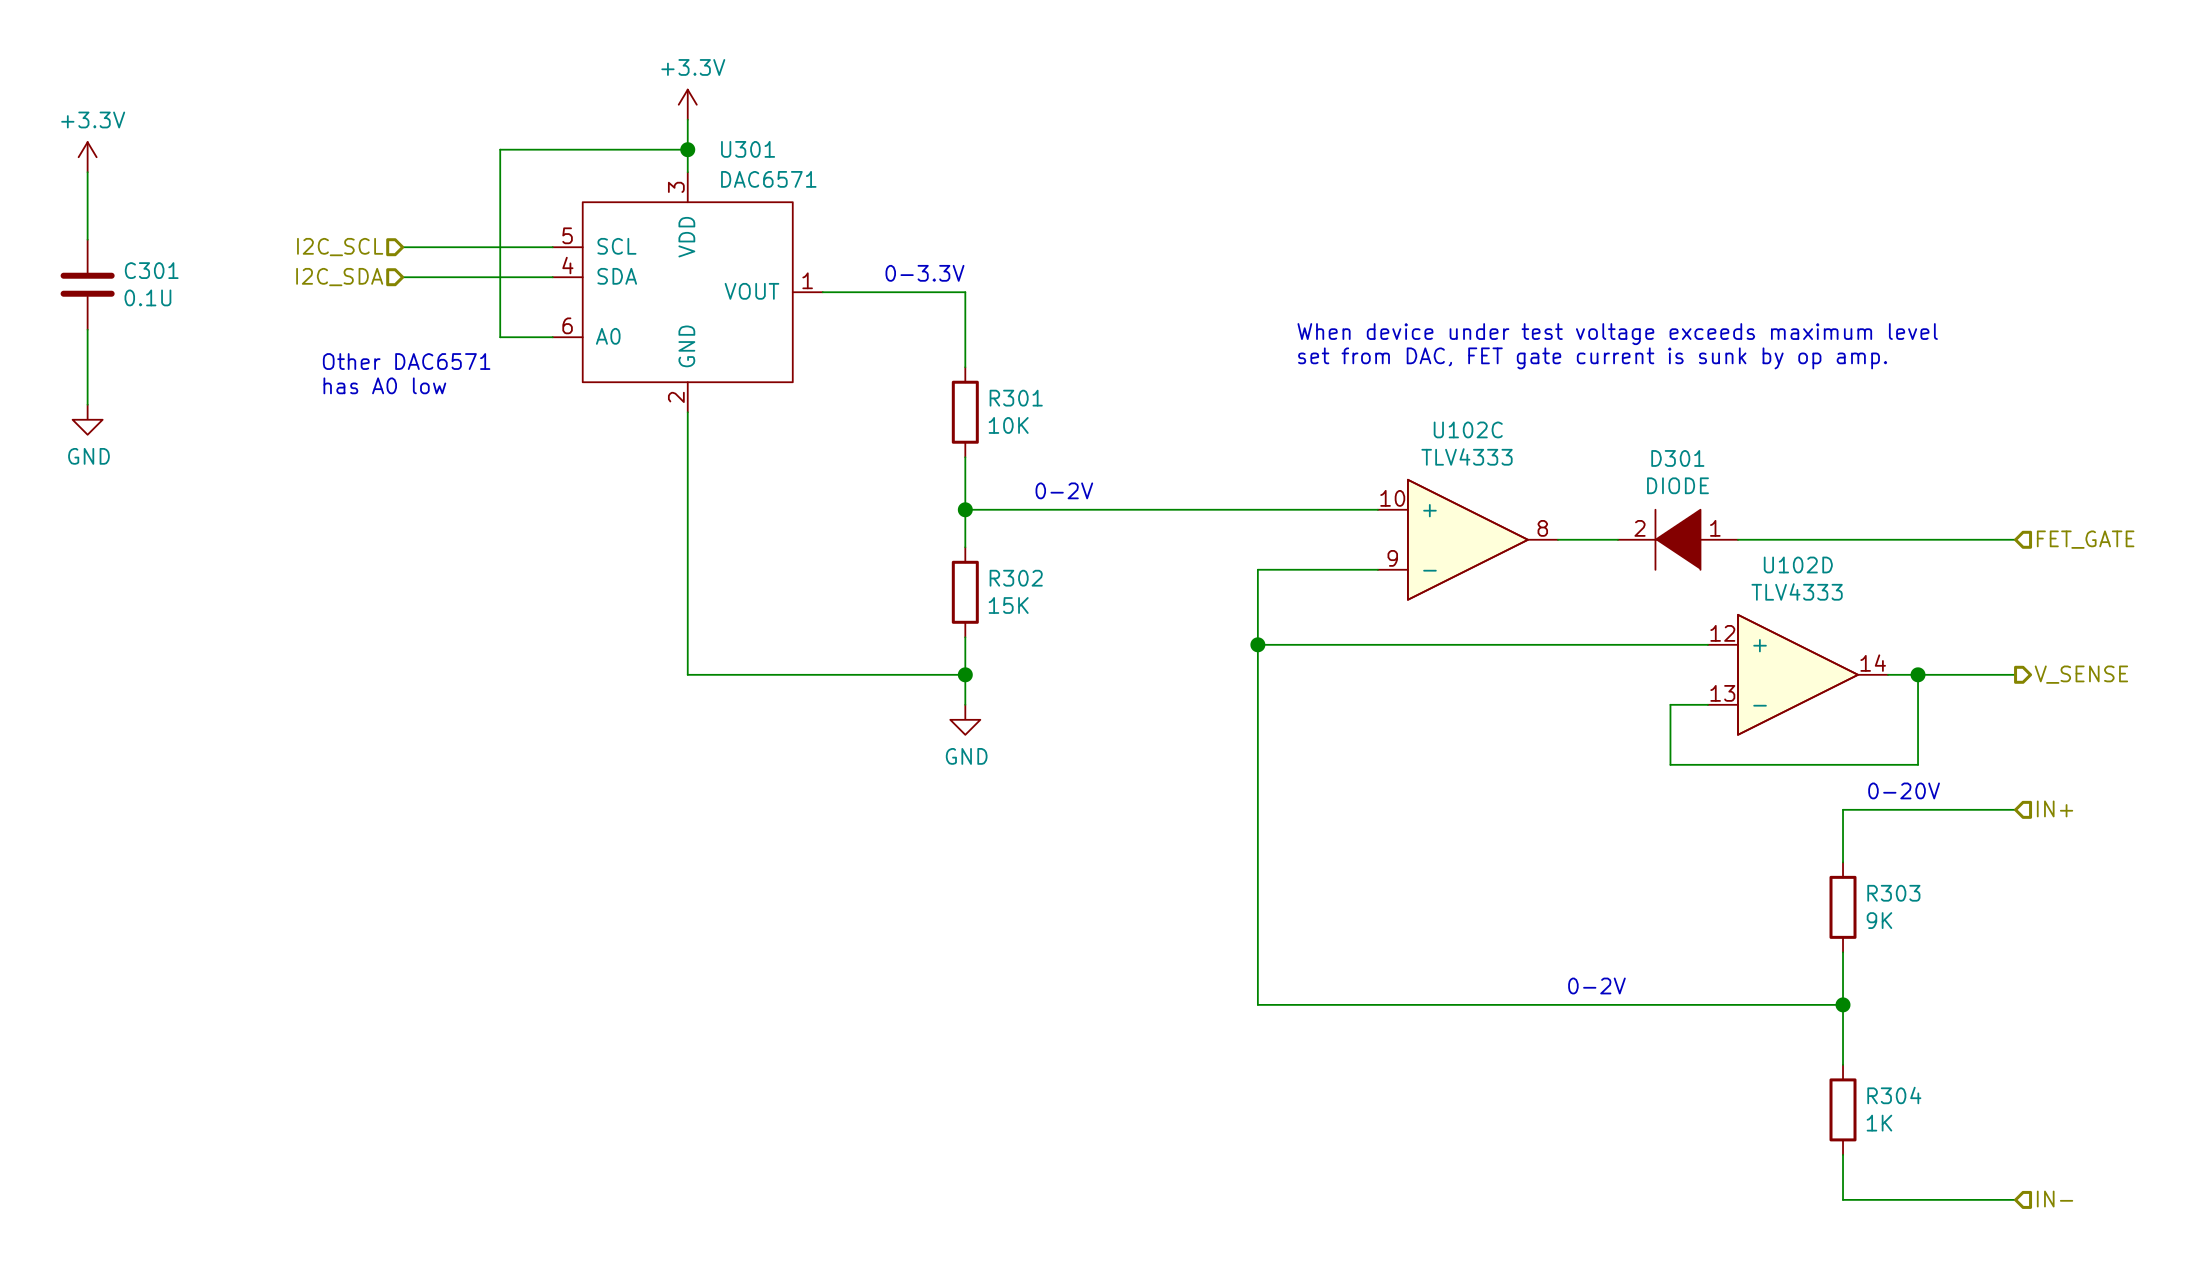 +3.3V
C301
0.1U
GND
+3.3V
U301
DAC6571
3
VDD
I2C_SCL
5
SCL
I2C_SDA
4
SDA
VOUT
1
6
A0
GND
2
Other DAC6571
has A0 low
0-3.3V
R301
10K
0-2V
R302
15K
GND
When device under test voltage exceeds maximum level
set from DAC, FET gate current is sunk by op amp.
U102C
TLV4333
10
+
9
-
8
D301
DIODE
2
1
FET_GATE
U102D
TLV4333
12
+
13
-
14
V_SENSE
0-20V
IN+
R303
9K
0-2V
R304
1K
IN-